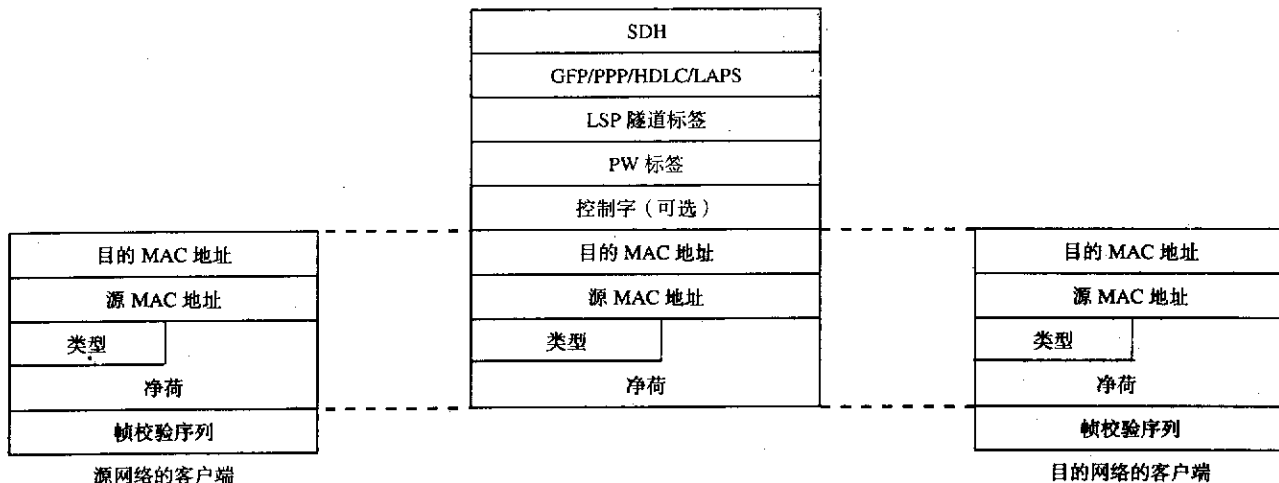 SDH
GFP/PPP/HDLC/LAPS
LSP 隧道标签
PW 标签
控制字（可选）
目的 MAC 地址
源 MAC 地址
类型
净荷
目的 MAC 地址
源 MAC 地址
类型
净荷
帧校验序列
源网络的客户端
目的 MAC 地址
源 MAC 地址
类型
净荷
帧校验序列
目的网络的客户端